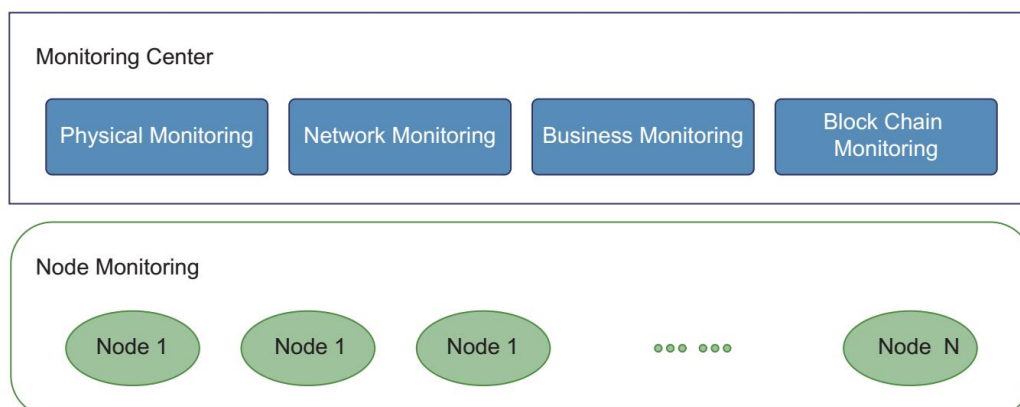 Monitoring Center
Physical Monitoring
Network Monitoring
Business Monitoring
Block Chain
Monitoring
Node Monitoring
Node 1
Node 1
Node 1
Node N